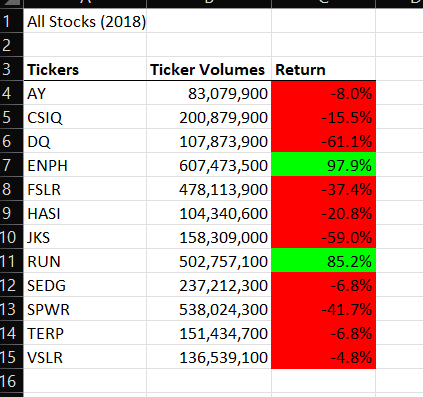 1 All Stocks (2018)
2
3 Tickers Ticker Volumes Return
4 AY 83,079,900 -8.0%
5 CSIQ 200,879,900 -15.5%
6 DQ 107,873,900 -61.1%
7 ENPH 607,473,500 97.9%
8 FSLR 478,113,900 -37.4%
9 HASI 104,340,600 -20.8%
10 JKS 158,309,000 -59.0%
11 RUN 502,757,100 85.2%
12 SEDG 237,212,300 -6.8%
13 SPWR 538,024,300 -41.7%
14 TERP 151,434,700 -6.8%
15 VSLR 136,539,100 -4.8%
16